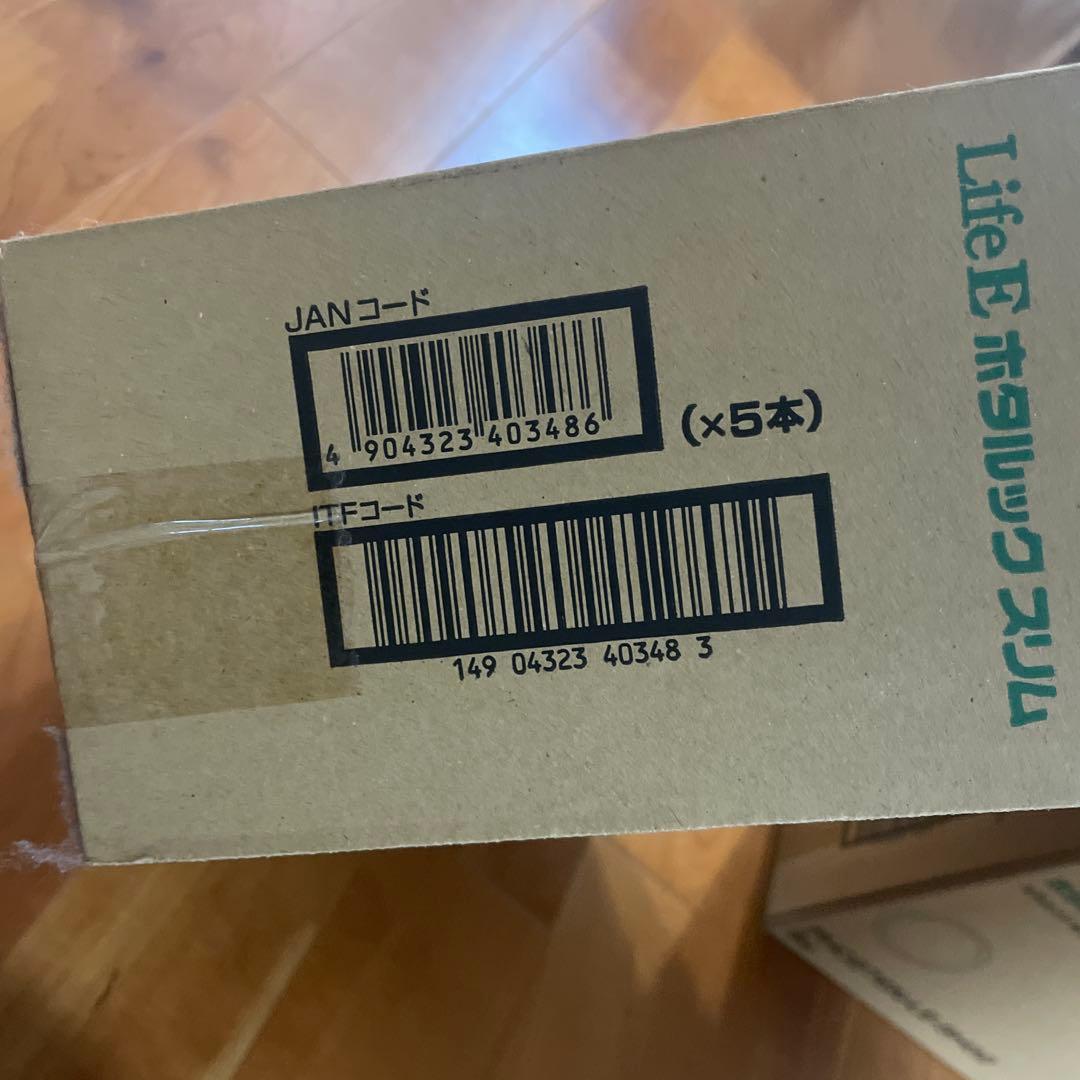 JANコード
4 904323 403486
(×5本)
ITFコード
149 04323 40348 3
LifeE ホタルック スリム